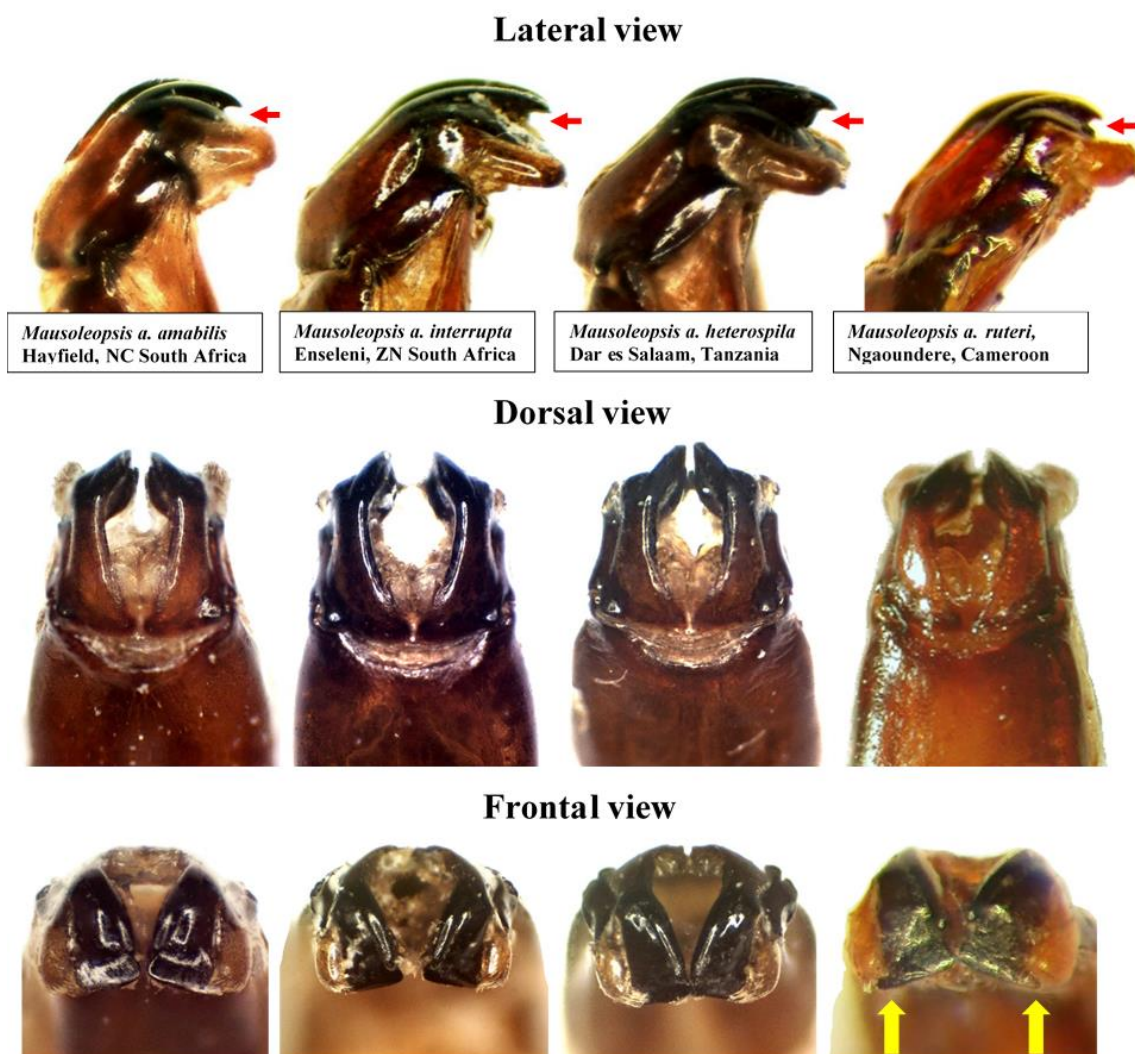 Lateral view
Mausoleopsis a. amabilis
Hayfield, NC South Africa
Mausoleopsis a. interrupta
Enseleni, ZN South Africa
Mausoleopsis a. heterospila
Dar es Salaam, Tanzania
Mausoleopsis a. ruteri,
Ngaoundere, Cameroon
Dorsal view
Frontal view